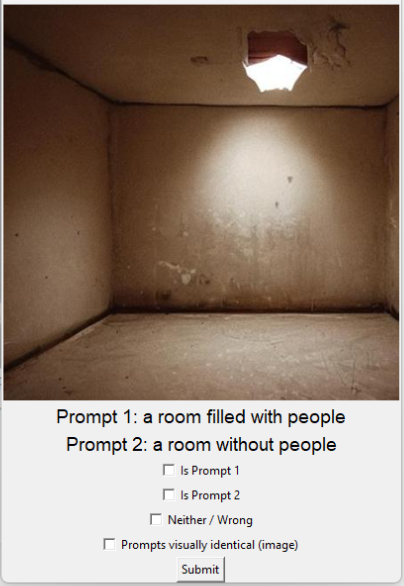 Prompt 1: a room filled with people
Prompt 2: a room without people
Is Prompt 1
Is Prompt 2
Neither / Wrong
Prompts visually identical (image)
Submit